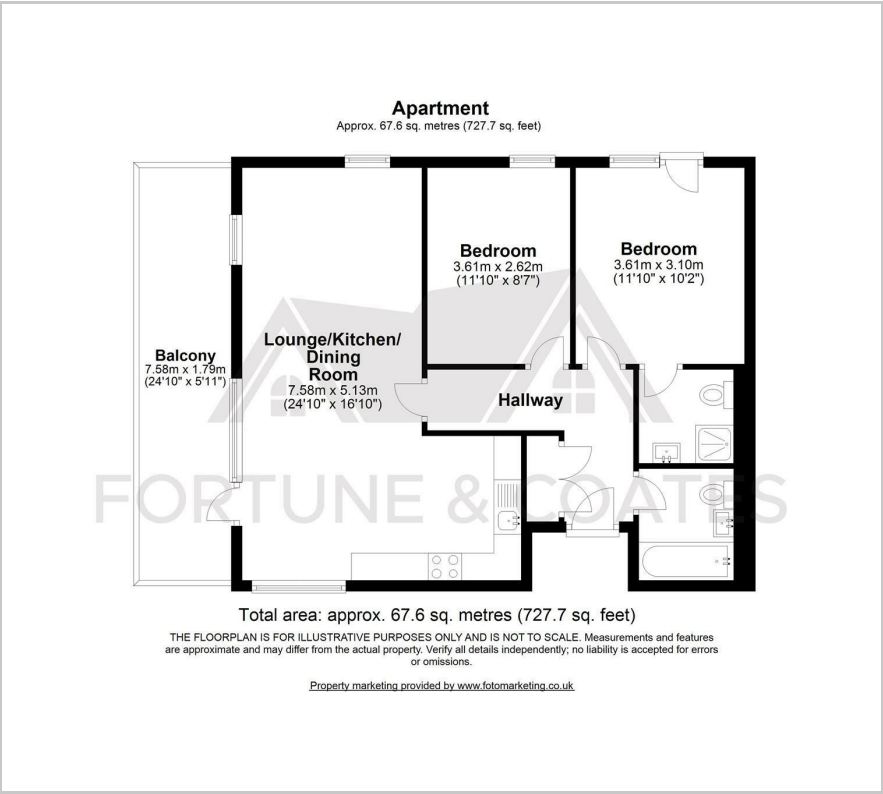 Apartment
Approx. 67.6 sq. metres (727.7 sq. feet)
Bedroom
3.61m x 2.62m
(11'10" x 8'7")
Bedroom
3.61m x 3.10m
(11'10" x 10'2")
Balcony
7.58m x 1.79m
(24'10" x 5'11")
Lounge/Kitchen/
Dining
Room
7.58m x 5.13m
(24'10" x 16'10")
Hallway
FORTUNE & COATES
Total area: approx. 67.6 sq. metres (727.7 sq. feet)
THE FLOORPLAN IS FOR ILLUSTRATIVE PURPOSES ONLY AND IS NOT TO SCALE. Measurements and features
are approximate and may differ from the actual property. Verify all details independently; no liability is accepted for errors
or omissions.
Property marketing provided by www.fotomarketing.co.uk